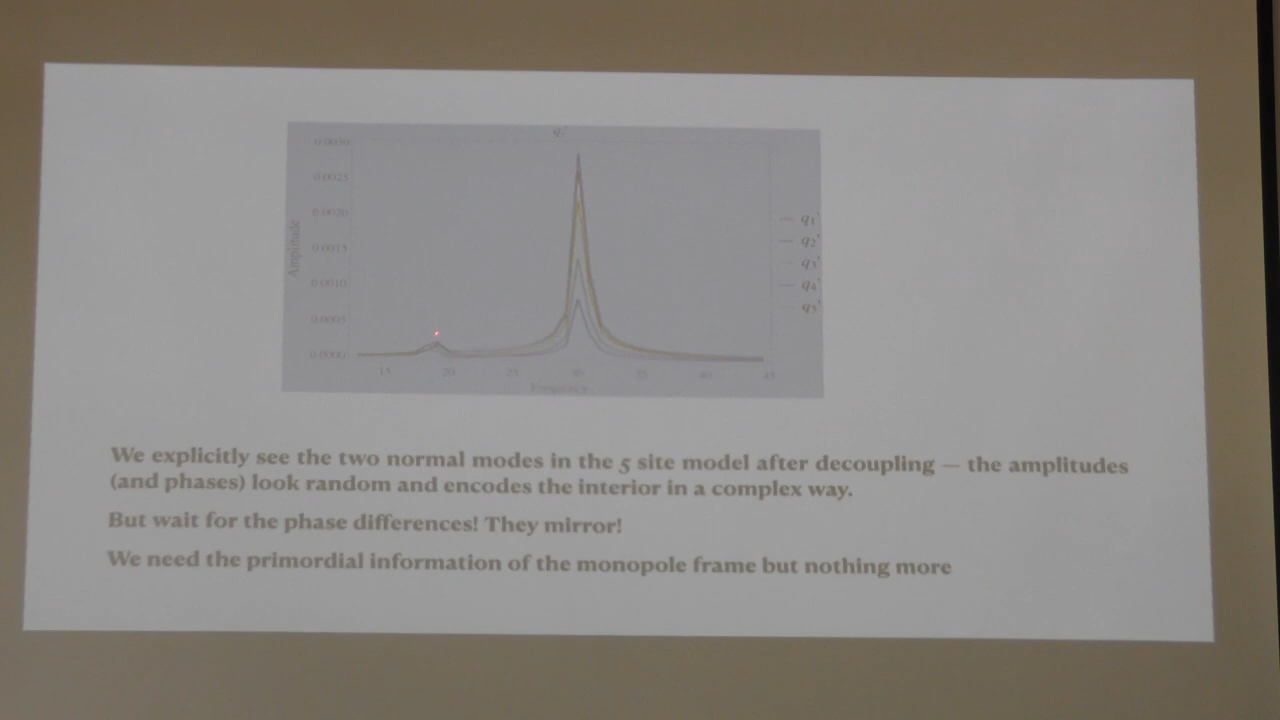 q'
0.0030
0.0025
0.0020
0.0015
0.0010
0.0005
0.0000
Amplitude
15 20 25 30 35 40 45
Frequency
q1'
q2'
q3'
q4'
q5'
We explicitly see the two normal modes in the 5 site model after decoupling — the amplitudes
(and phases) look random and encodes the interior in a complex way.
But wait for the phase differences! They mirror!
We need the primordial information of the monopole frame but nothing more